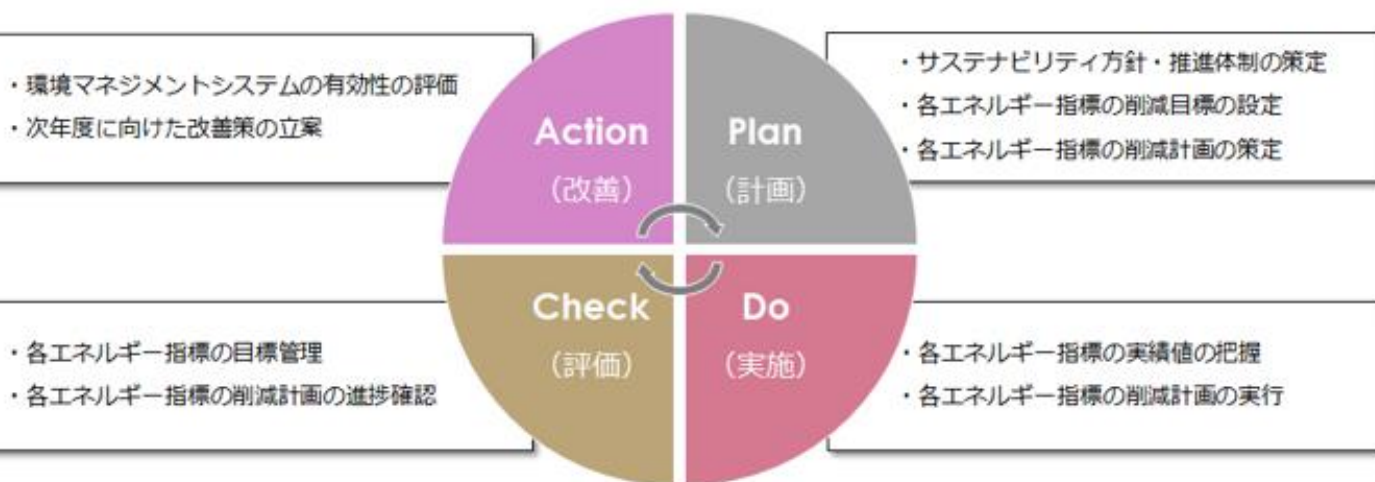 ・環境マネジメントシステムの有効性の評価
・次年度に向けた改善策の立案
Action
（改善）
Plan
（計画）
・サステナビリティ方針・推進体制の策定
・各エネルギー指標の削減目標の設定
・各エネルギー指標の削減計画の策定
・各エネルギー指標の目標管理
・各エネルギー指標の削減計画の進捗確認
Check
（評価）
Do
（実施）
・各エネルギー指標の実績値の把握
・各エネルギー指標の削減計画の実行